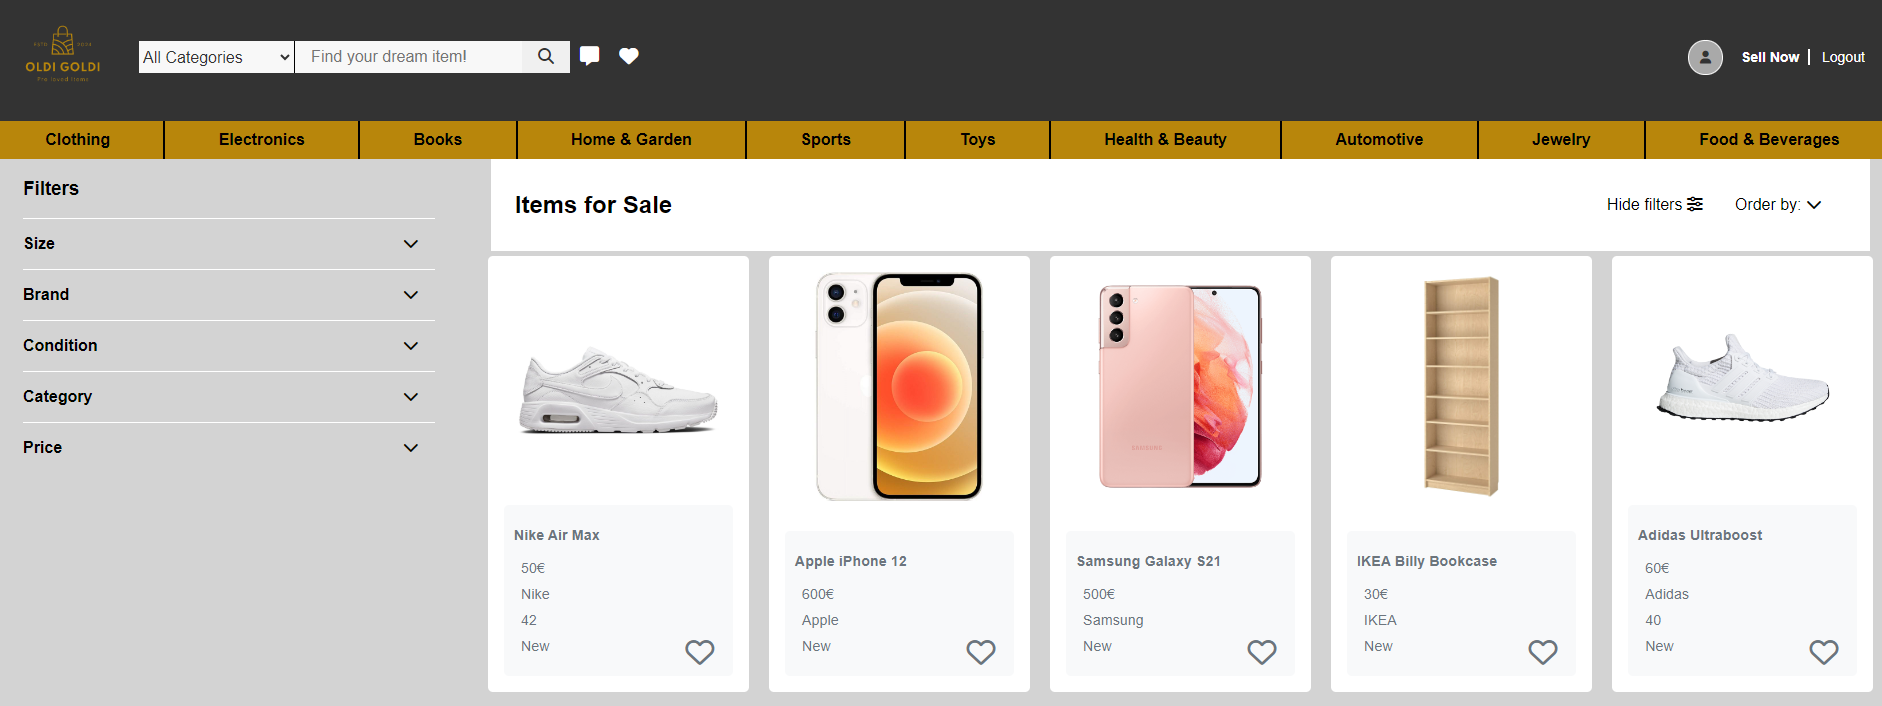 ESTD 2024
OLDI GOLDI
Pre loved Items
All Categories
Find your dream item!
Sell Now
Logout
Clothing
Electronics
Books
Home & Garden
Sports
Toys
Health & Beauty
Automotive
Jewelry
Food & Beverages
Filters
Size
Brand
Condition
Category
Price
Items for Sale
Hide filters
Order by:
Nike Air Max
50€
Nike
42
New
SAMSUNG
Apple iPhone 12
600€
Apple
New
Samsung Galaxy S21
500€
Samsung
New
IKEA Billy Bookcase
30€
IKEA
New
Adidas Ultraboost
60€
Adidas
40
New